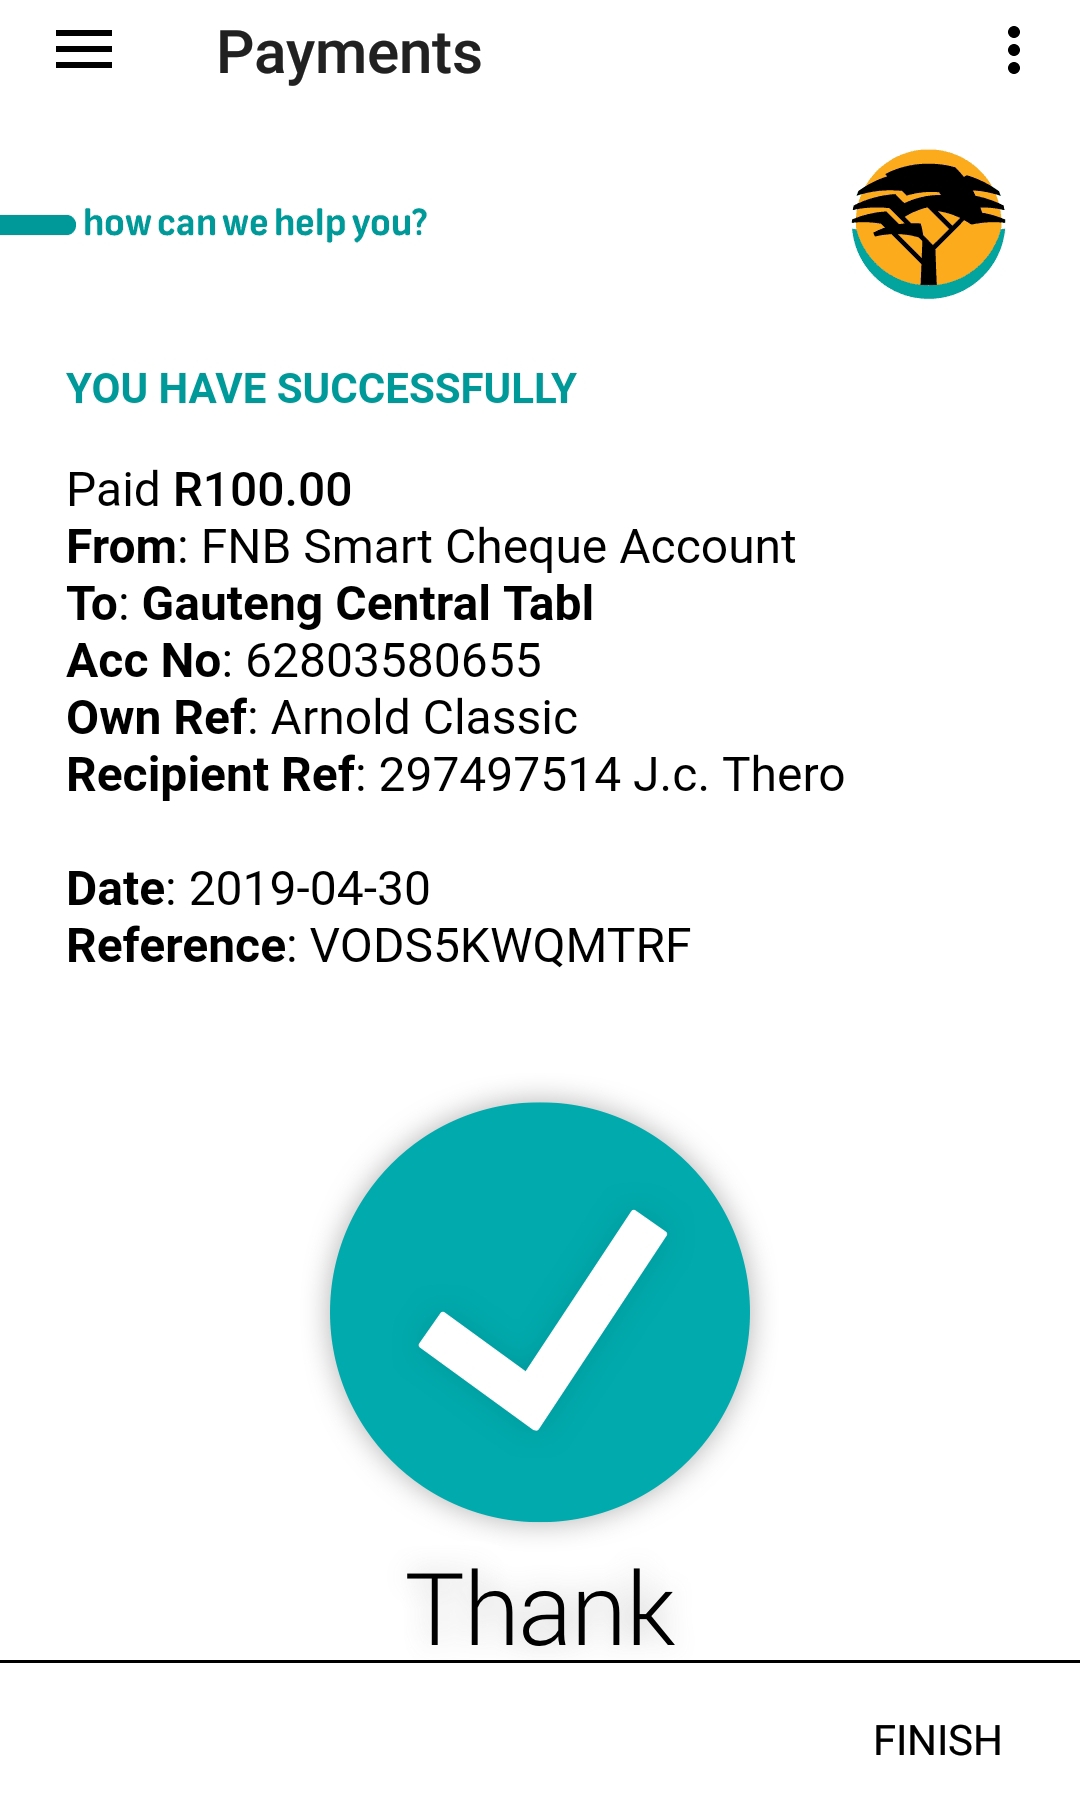 Payments
how can we help you?
YOU HAVE SUCCESSFULLY
Paid R100.00
From: FNB Smart Cheque Account
To: Gauteng Central Tabl
Acc No: 62803580655
Own Ref: Arnold Classic
Recipient Ref: 297497514 J.c. Thero
Date: 2019-04-30
Reference: VODS5KWQMTRF
Thank
FINISH